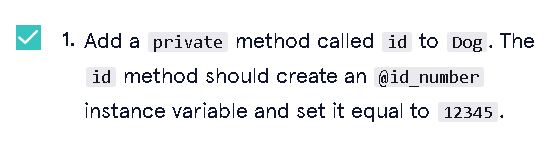 1. Add a private method called id to Dog. The
id method should create an @id_number
instance variable and set it equal to 12345.